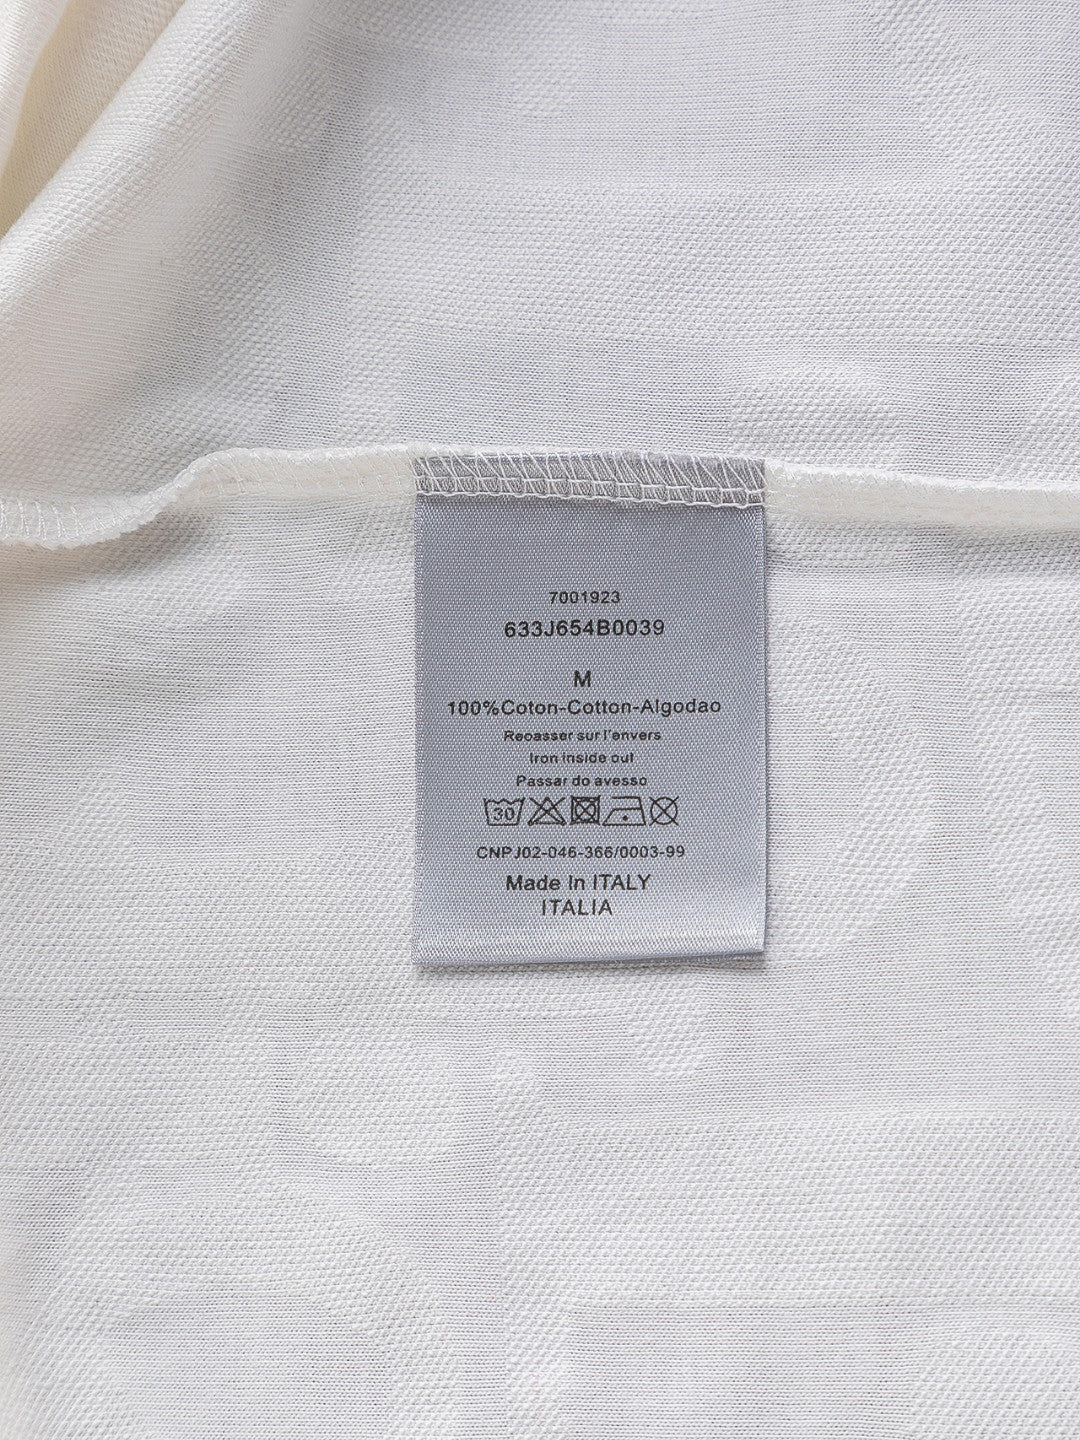 7001923
633J654B0039
M
100%Coton-Cotton-Algodao
Reoasser sur l'envers
Iron inside out
Passar do avesso
30
CNPJ02-046-366/0003-99
Made In ITALY
ITALIA